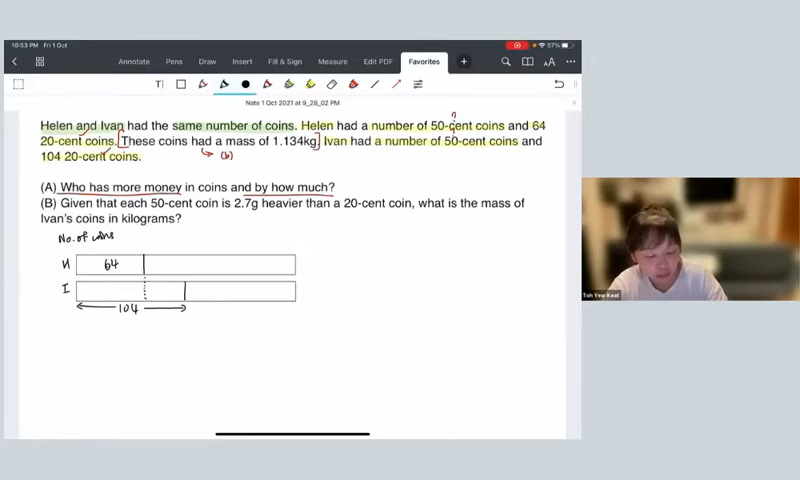 10:53 PM Fri 1 Oct
57%
Annotate Pens Draw Insert Fill & Sign Measure Edit PDF Favorites
Note 1 Oct 2021 at 9_28_02 PM
Helen and Ivan had the same number of coins. Helen had a number of 50-cent coins and 64
20-cent coins. These coins had a mass of 1.134kg. Ivan had a number of 50-cent coins and
104 20-cent coins.
(b)
(A) Who has more money in coins and by how much?
(B) Given that each 50-cent coin is 2.7g heavier than a 20-cent coin, what is the mass of
Ivan's coins in kilograms?
No. of coins
H 64
I
104
Toh Yew Keat